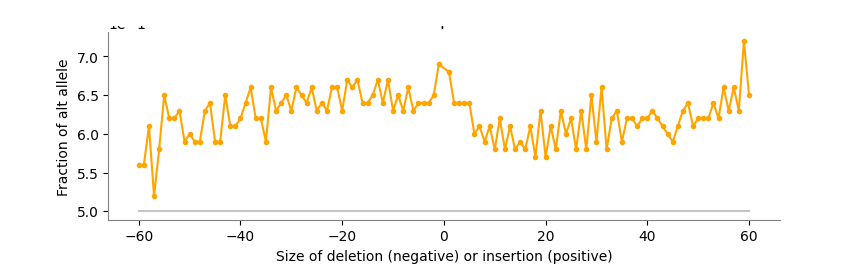 7.0
6.5
6.0
5.5
5.0
Fraction of alt allele
−60 −40 −20 0 20 40 60
Size of deletion (negative) or insertion (positive)